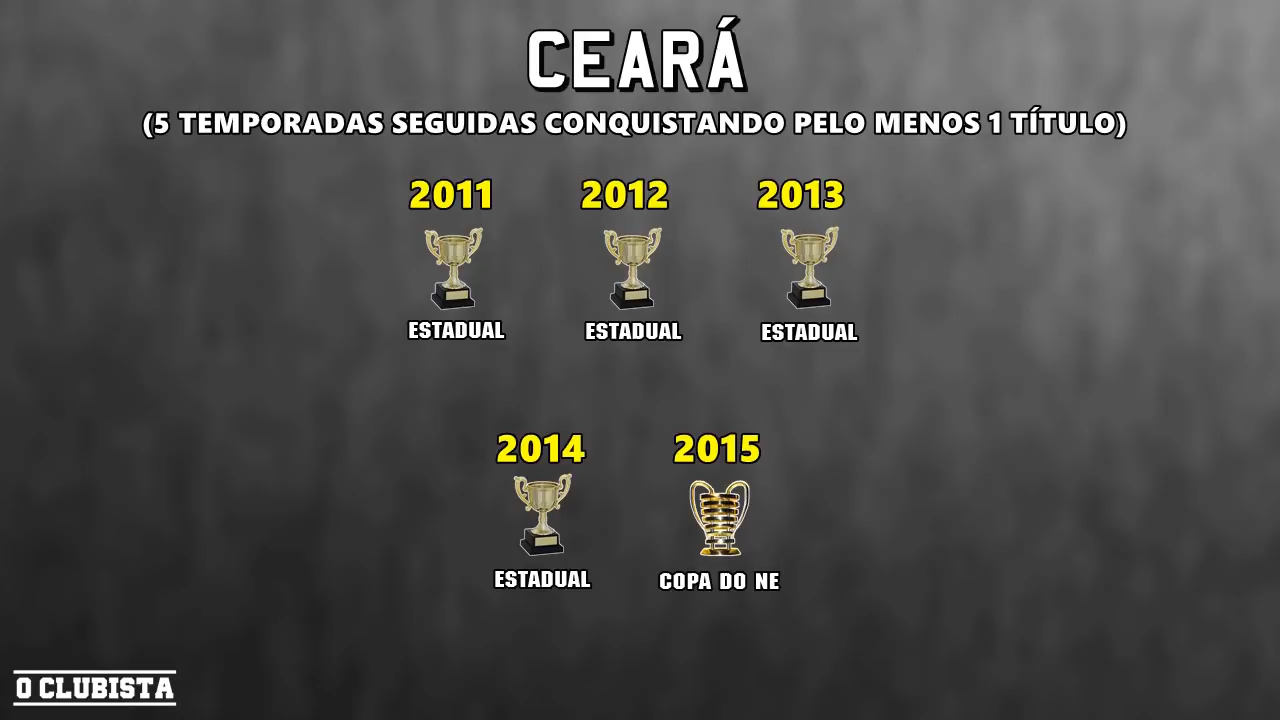 CEARÁ
(5 TEMPORADAS SEGUIDAS CONQUISTANDO PELO MENOS 1 TÍTULO)
2011 2012 2013
ESTADUAL ESTADUAL ESTADUAL
2014 2015
ESTADUAL COPA DO NE
O CLUBISTA